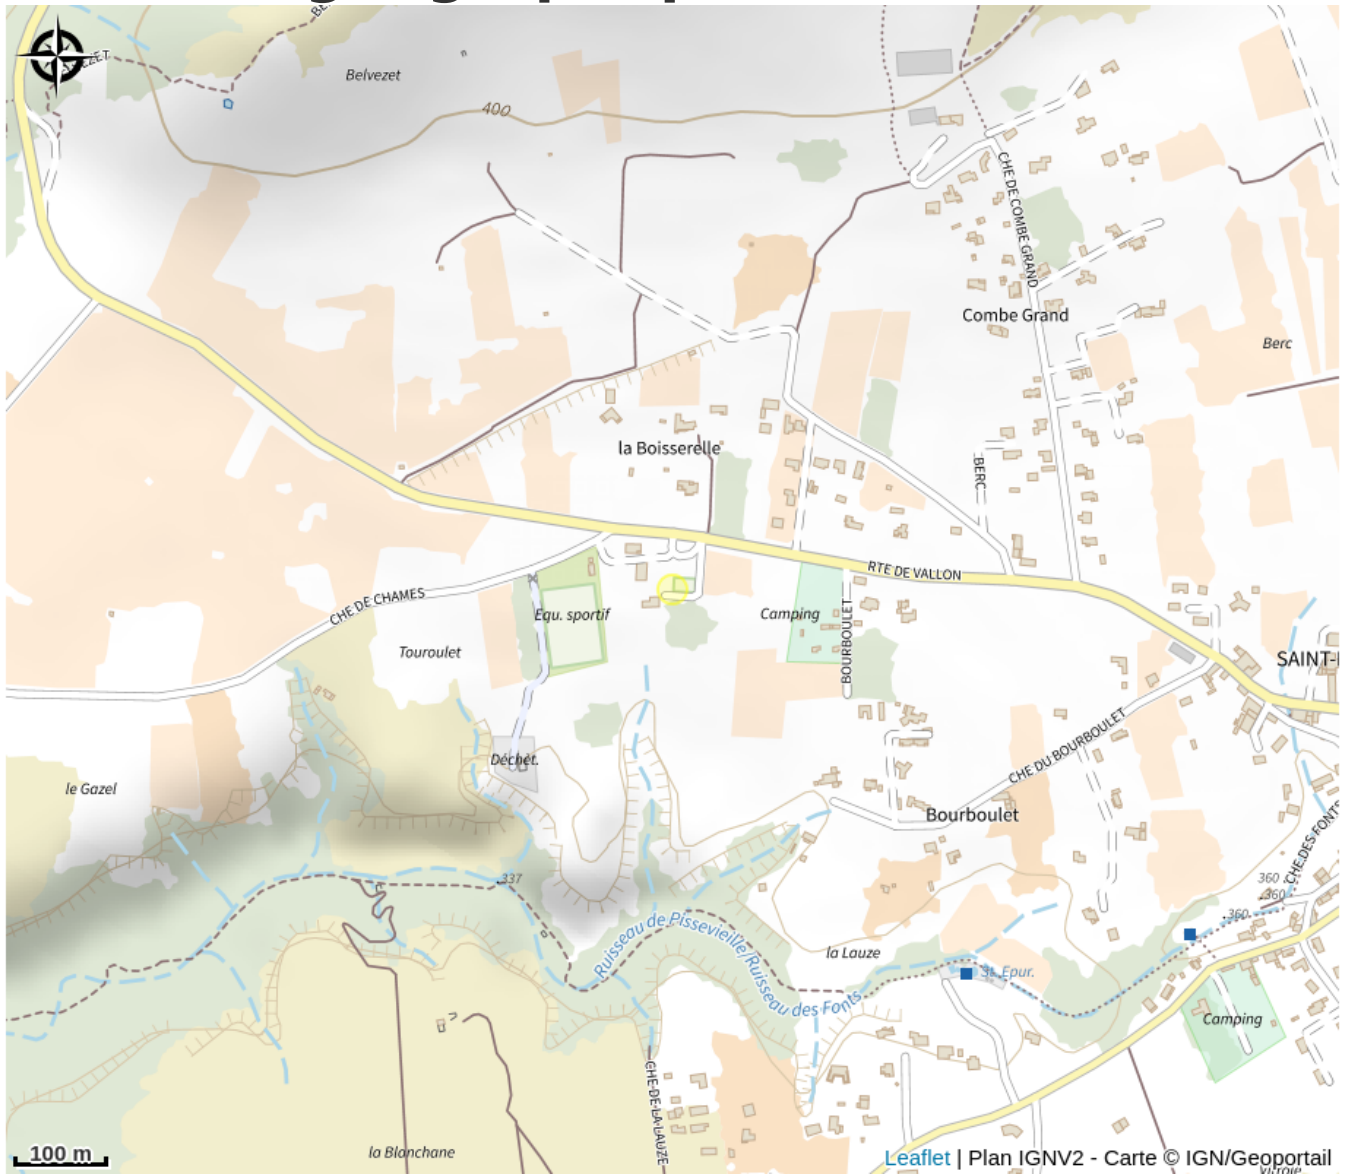 Belvezet
400
CHE DE COMBE GRAND
Combe Grand
Berc
la Boisserelle
BERC
RTE DE VALLON
CHE DE CHAMES
Equ. sportif
Camping
BOURBOULET
Touroulet
SAINT-
Déchèt.
CHE DU BOURBOULET
le Gazel
Bourboulet
CHE DES FONTS
337
360
.360
.360
Ruisseau de Pissevieille/Ruisseau des Fonts
la Lauze
St. Epur.
Camping
CHE DE LA LAUZE
la Blanchane
100 m
Leaflet | Plan IGNV2 - Carte © IGN/Geoportail